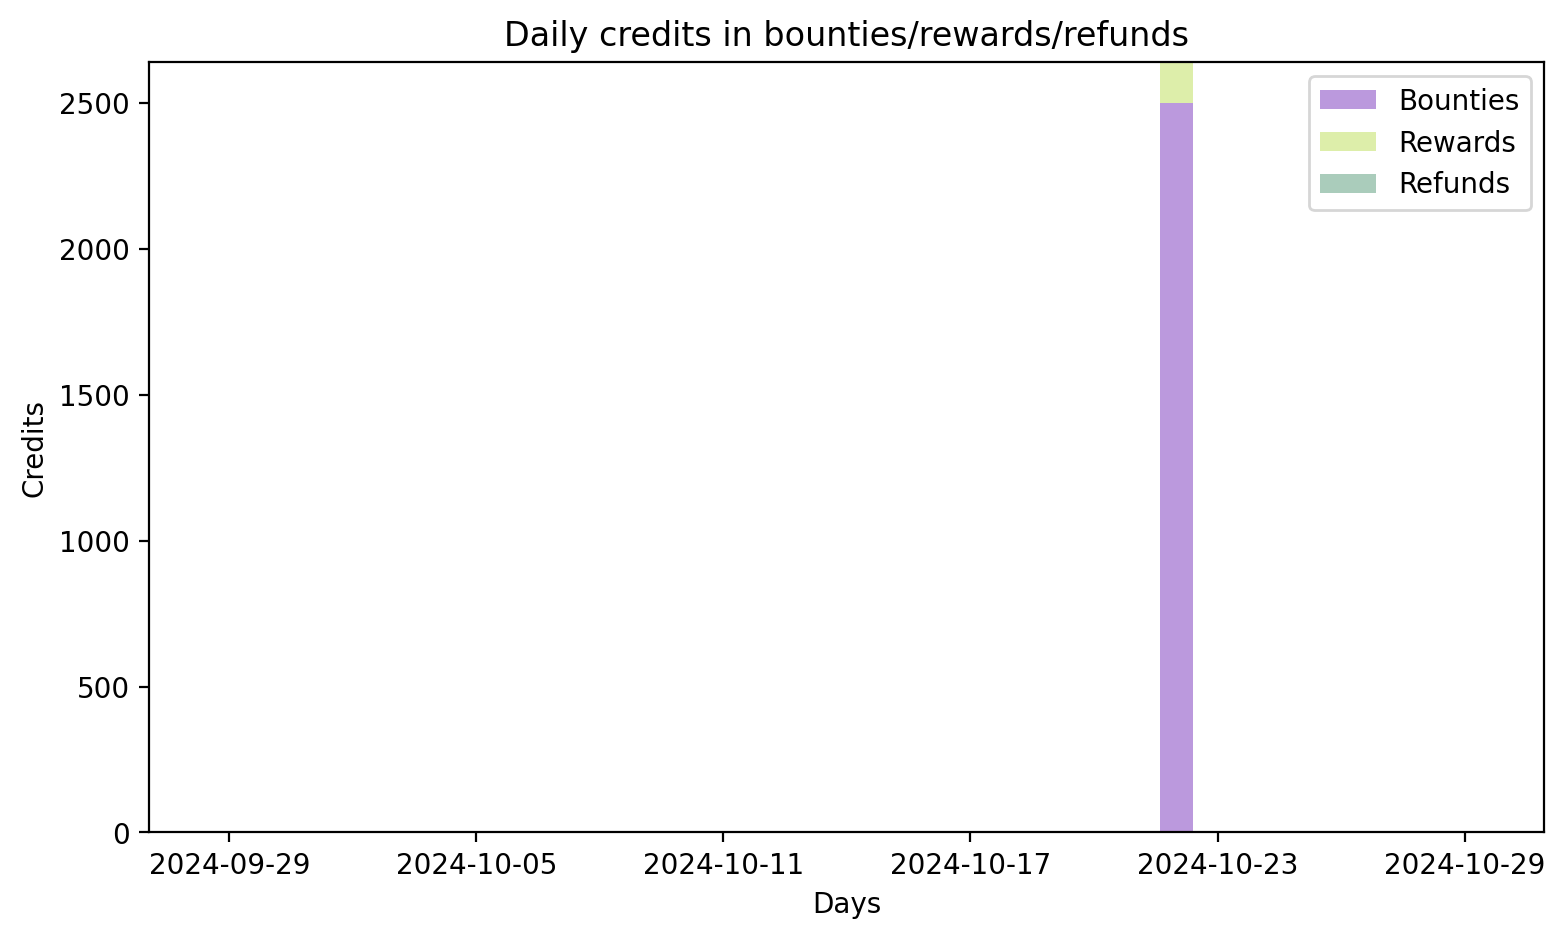 Daily credits in bounties/rewards/refunds
Credits
2500
2000
1500
1000
500
0
Bounties
Rewards
Refunds
2024-09-29 2024-10-05 2024-10-11 2024-10-17 2024-10-23 2024-10-29
Days